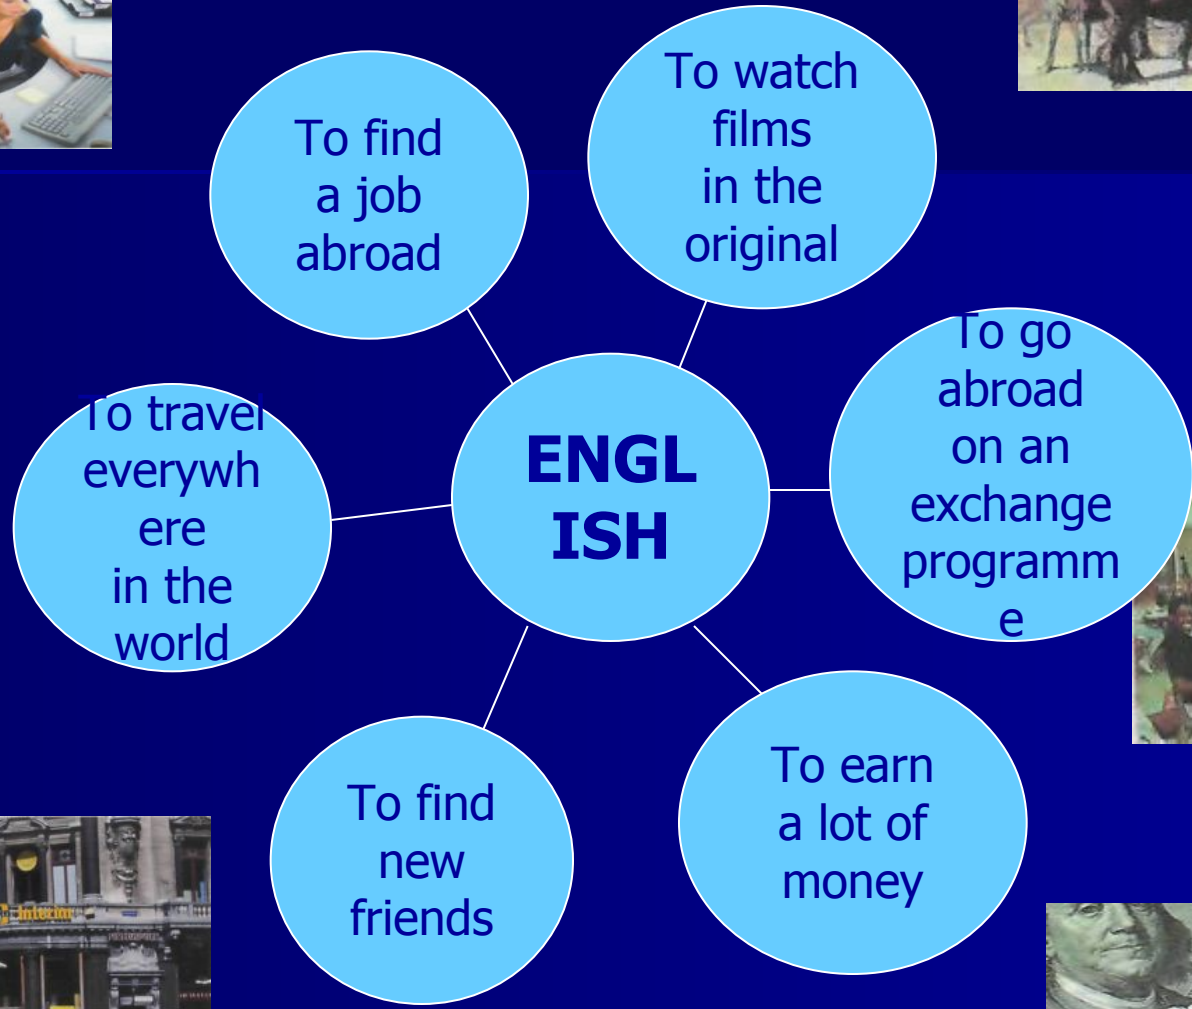 To find
a job
abroad
To watch
films
in the
original
To go
abroad
on an
exchange
programm
e
To travel
everywh
ere
in the
world
ENGL
ISH
To find
new
friends
To earn
a lot of
money
Interim